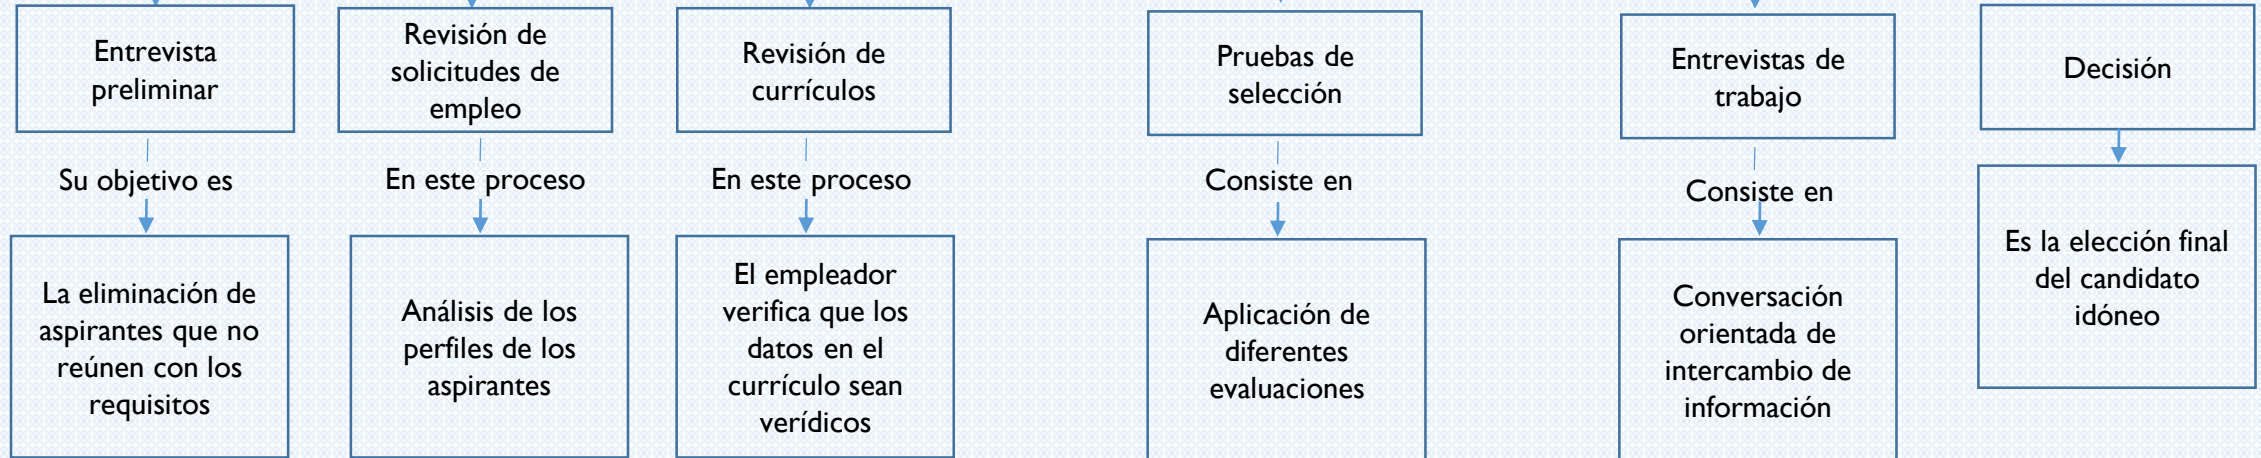 Entrevista
preliminar
Revisión de
solicitudes de
empleo
Revisión de
currículos
Pruebas de
selección
Entrevistas de
trabajo
Decisión
Su objetivo es
En este proceso
En este proceso
Consiste en
Consiste en
La eliminación de
aspirantes que no
reúnen con los
requisitos
Análisis de los
perfiles de los
aspirantes
El empleador
verifica que los
datos en el
currículo sean
verídicos
Aplicación de
diferentes
evaluaciones
Conversación
orientada de
intercambio de
información
Es la elección final
del candidato
idóneo